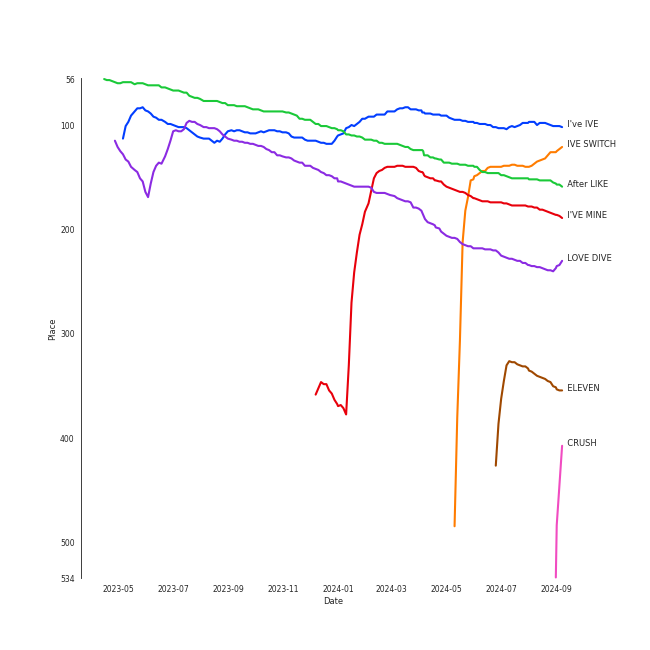 56
100
200
300
400
500
534
Place
2023-05
2023-07
2023-09
2023-11
2024-01
2024-03
2024-05
2024-07
2024-09
Date
I've IVE
IVE SWITCH
After LIKE
I'VE MINE
LOVE DIVE
ELEVEN
CRUSH